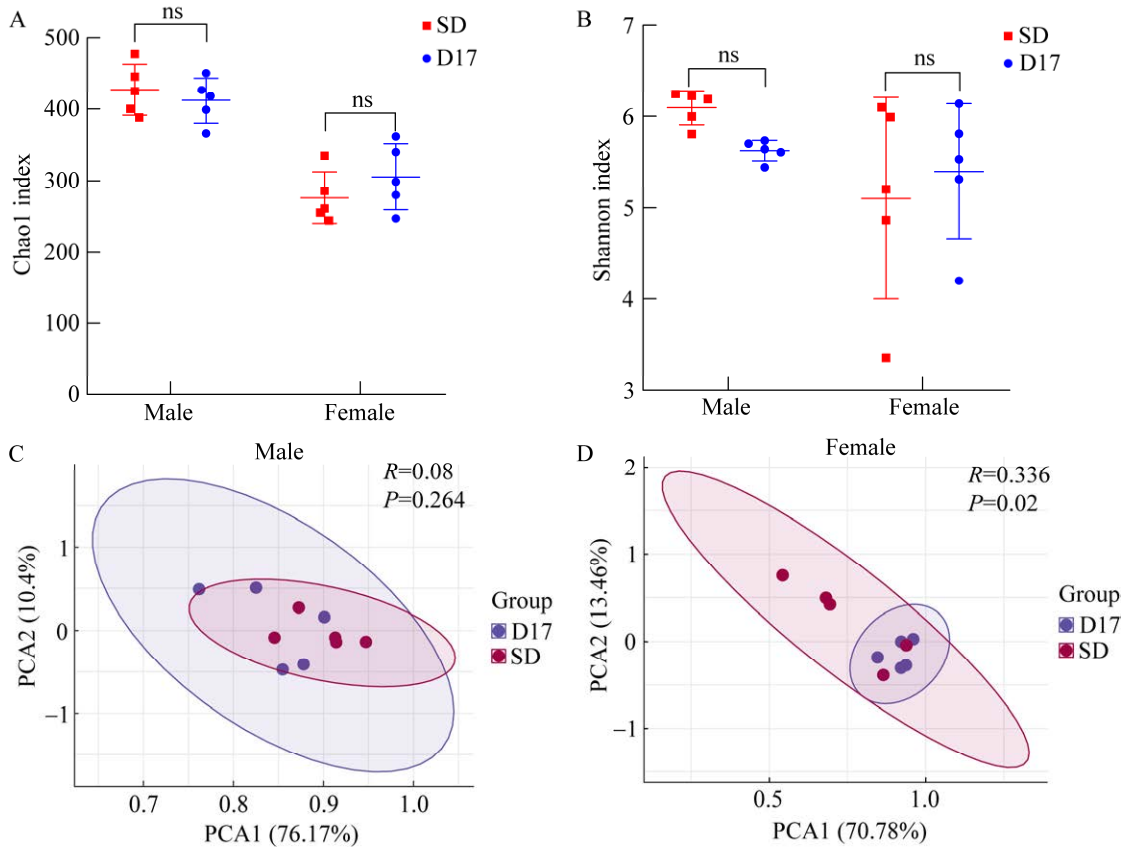 A
ns
SD
D17
500
400
300
200
100
0
ns
Chao1 index
Male
Female
B
SD
D17
7
6
5
4
3
ns
ns
Shannon index
Male
Female
C
Male
R=0.08
P=0.264
1
0
−1
PCA2 (10.4%)
0.7
0.8
0.9
1.0
PCA1 (76.17%)
Group
D17
SD
D
Female
R=0.336
P=0.02
2
1
0
−1
PCA2 (13.46%)
0.5
1.0
PCA1 (70.78%)
Group
D17
SD